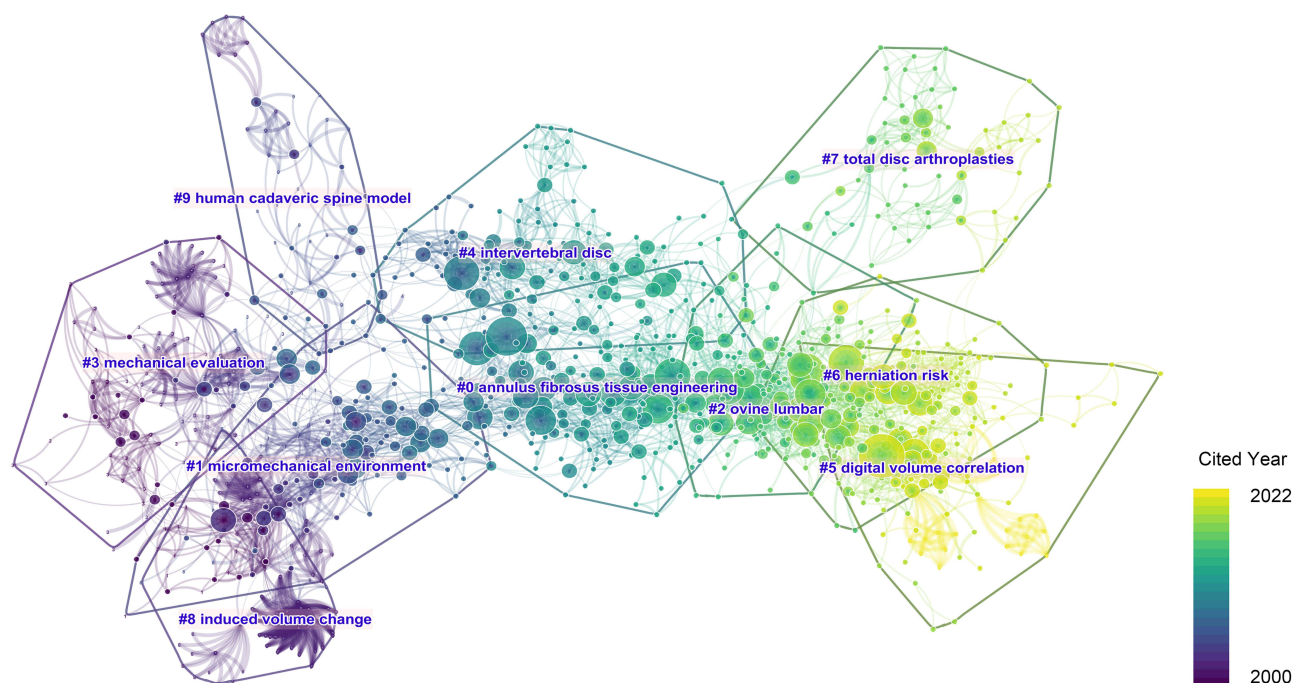 #7 total disc arthroplasties
#9 human cadaveric spine model
#4 intervertebral disc
#3 mechanical evaluation
#6 herniation risk
#0 annulus fibrosus tissue engineering
#2 ovine lumbar
#1 micromechanical environment
#5 digital volume correlation
Cited Year
2022
#8 induced volume change
2000